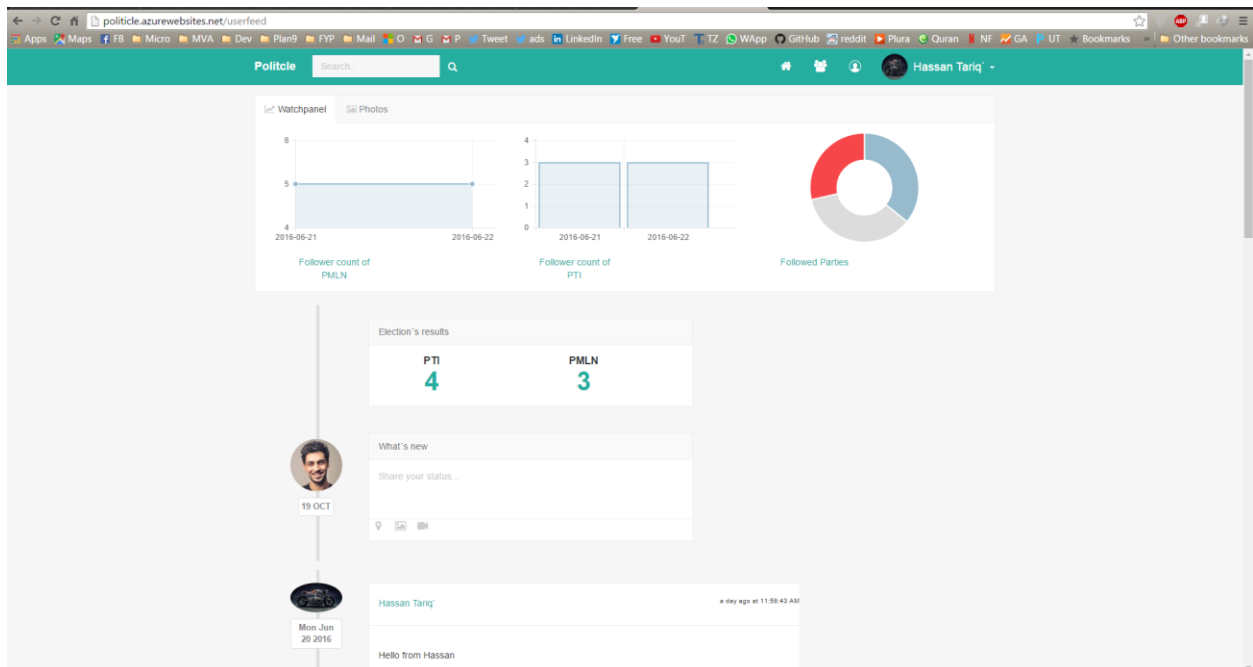 politicle.azurewebsites.net/userfeed
Apps Maps FB Micro MVA Dev Plan9 FYP Mail O G P Tweet ads LinkedIn Free YouT TZ WApp GitHub reddit Plura Quran NF GA UT Bookmarks » Other bookmarks
Politcle Search.. Hassan Tariq`
Watchpanel Photos
6
5
4
2016-06-21 2016-06-22
Follower count of
PMLN
4
3
2
1
0
2016-06-21 2016-06-22
Follower count of
PTI
Followed Parties
Election`s results
PTI PMLN
4 3
What`s new
Share your status...
19 OCT
Hassan Tariq` a day ago at 11:58:43 AM
Mon Jun
20 2016
Hello from Hassan